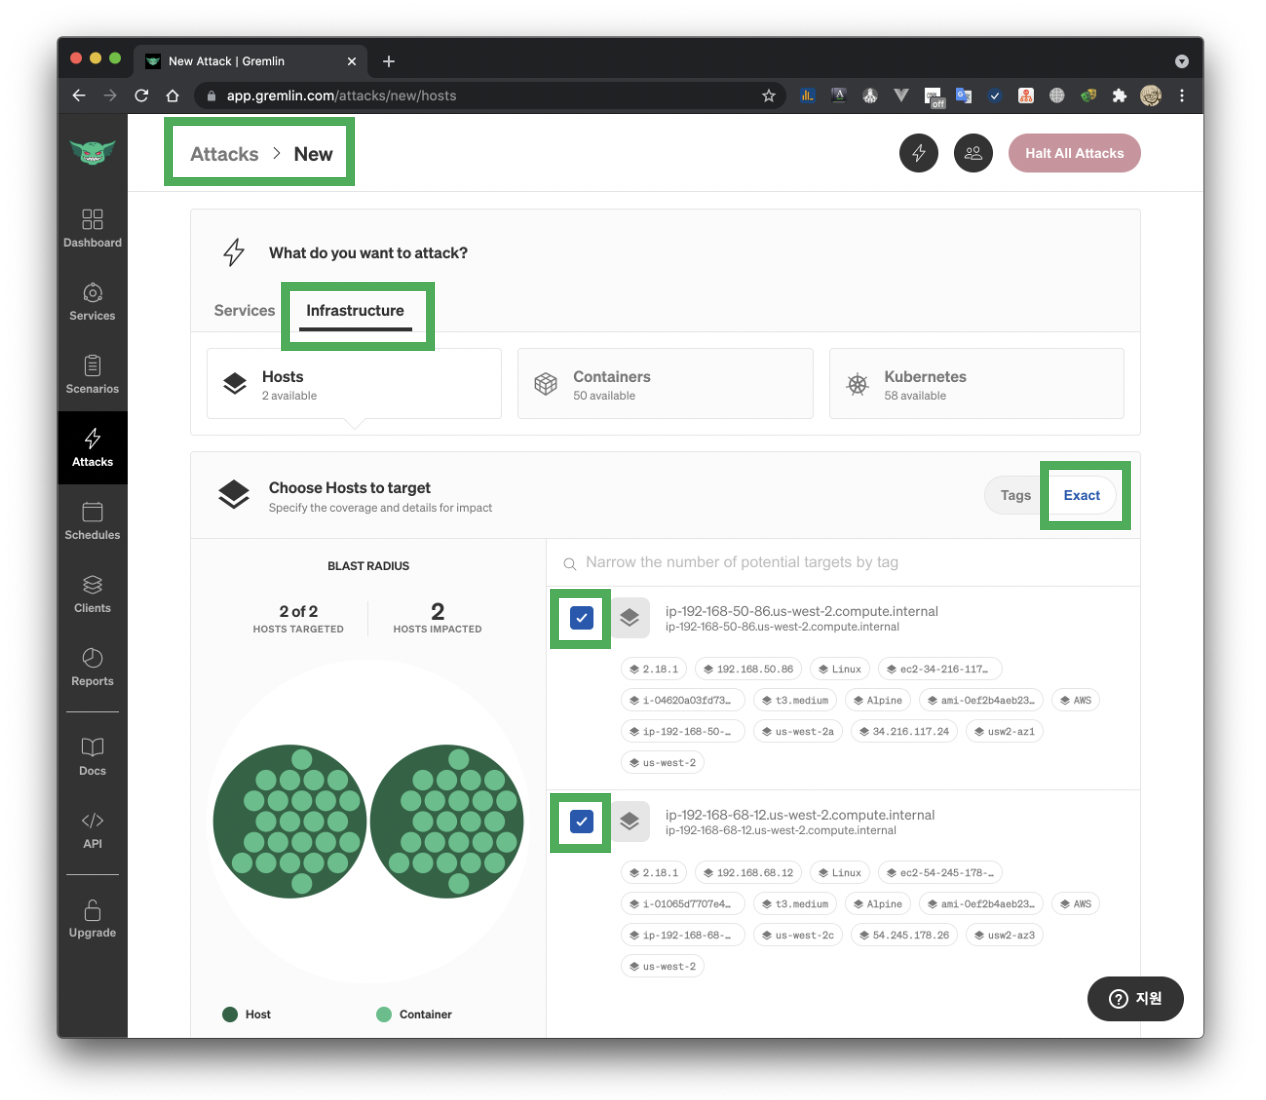 New Attack | Gremlin
app.gremlin.com/attacks/new/hosts
off
Attacks > New
Halt All Attacks
Dashboard
Services
Scenarios
Attacks
Schedules
Clients
Reports
Docs
API
Upgrade
What do you want to attack?
Services Infrastructure
Hosts
2 available
Containers
50 available
Kubernetes
58 available
Choose Hosts to target
Specify the coverage and details for impact
Tags Exact
BLAST RADIUS
2 of 2
HOSTS TARGETED
2
HOSTS IMPACTED
Host Container
Narrow the number of potential targets by tag
ip-192-168-50-86.us-west-2.compute.internal
ip-192-168-50-86.us-west-2.compute.internal
2.18.1 192.168.50.86 Linux ec2-34-216-117…
i-04620a03fd73… t3.medium Alpine ami-0ef2b4aeb23… AWS
ip-192-168-50-… us-west-2a 34.216.117.24 usw2-az1
us-west-2
ip-192-168-68-12.us-west-2.compute.internal
ip-192-168-68-12.us-west-2.compute.internal
2.18.1 192.168.68.12 Linux ec2-54-245-178-…
i-01065d7707e4… t3.medium Alpine ami-0ef2b4aeb23… AWS
ip-192-168-68-… us-west-2c 54.245.178.26 usw2-az3
us-west-2
지원